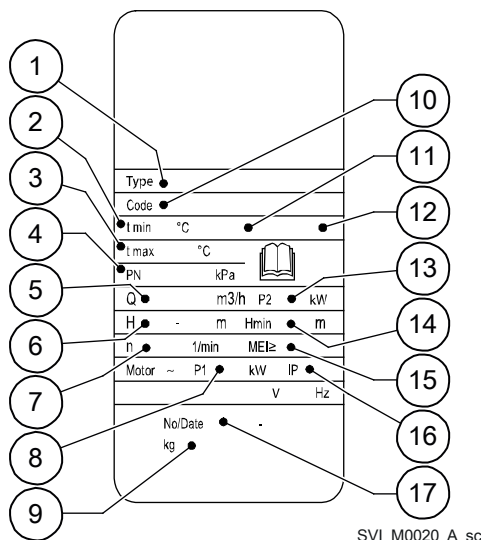 1
2
3
4
5
6
7
8
9
10
11
12
13
14
15
16
17
Type
Code
t min °C
t max °C
PN kPa
Q m3/h P2 kW
H - m Hmin m
n 1/min MEI≥
Motor ~ P1 kW IP
V Hz
No/Date -
kg
SVI_M0020_A_sc